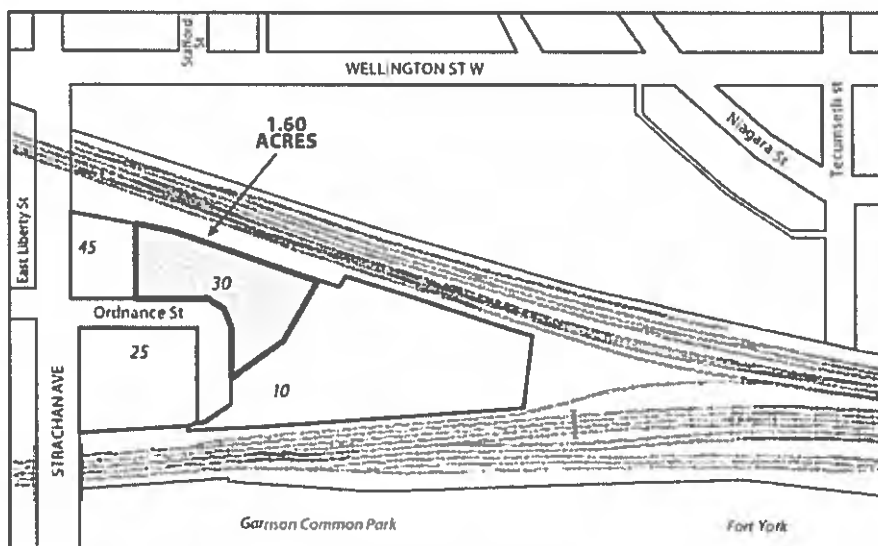 Stafford
St
WELLINGTON ST W
Tecumseth St
Niagara St
1.60
ACRES
East Liberty St
45
30
Ordnance St
25
10
STRACHAN AVE
Garrison Common Park
Fort York